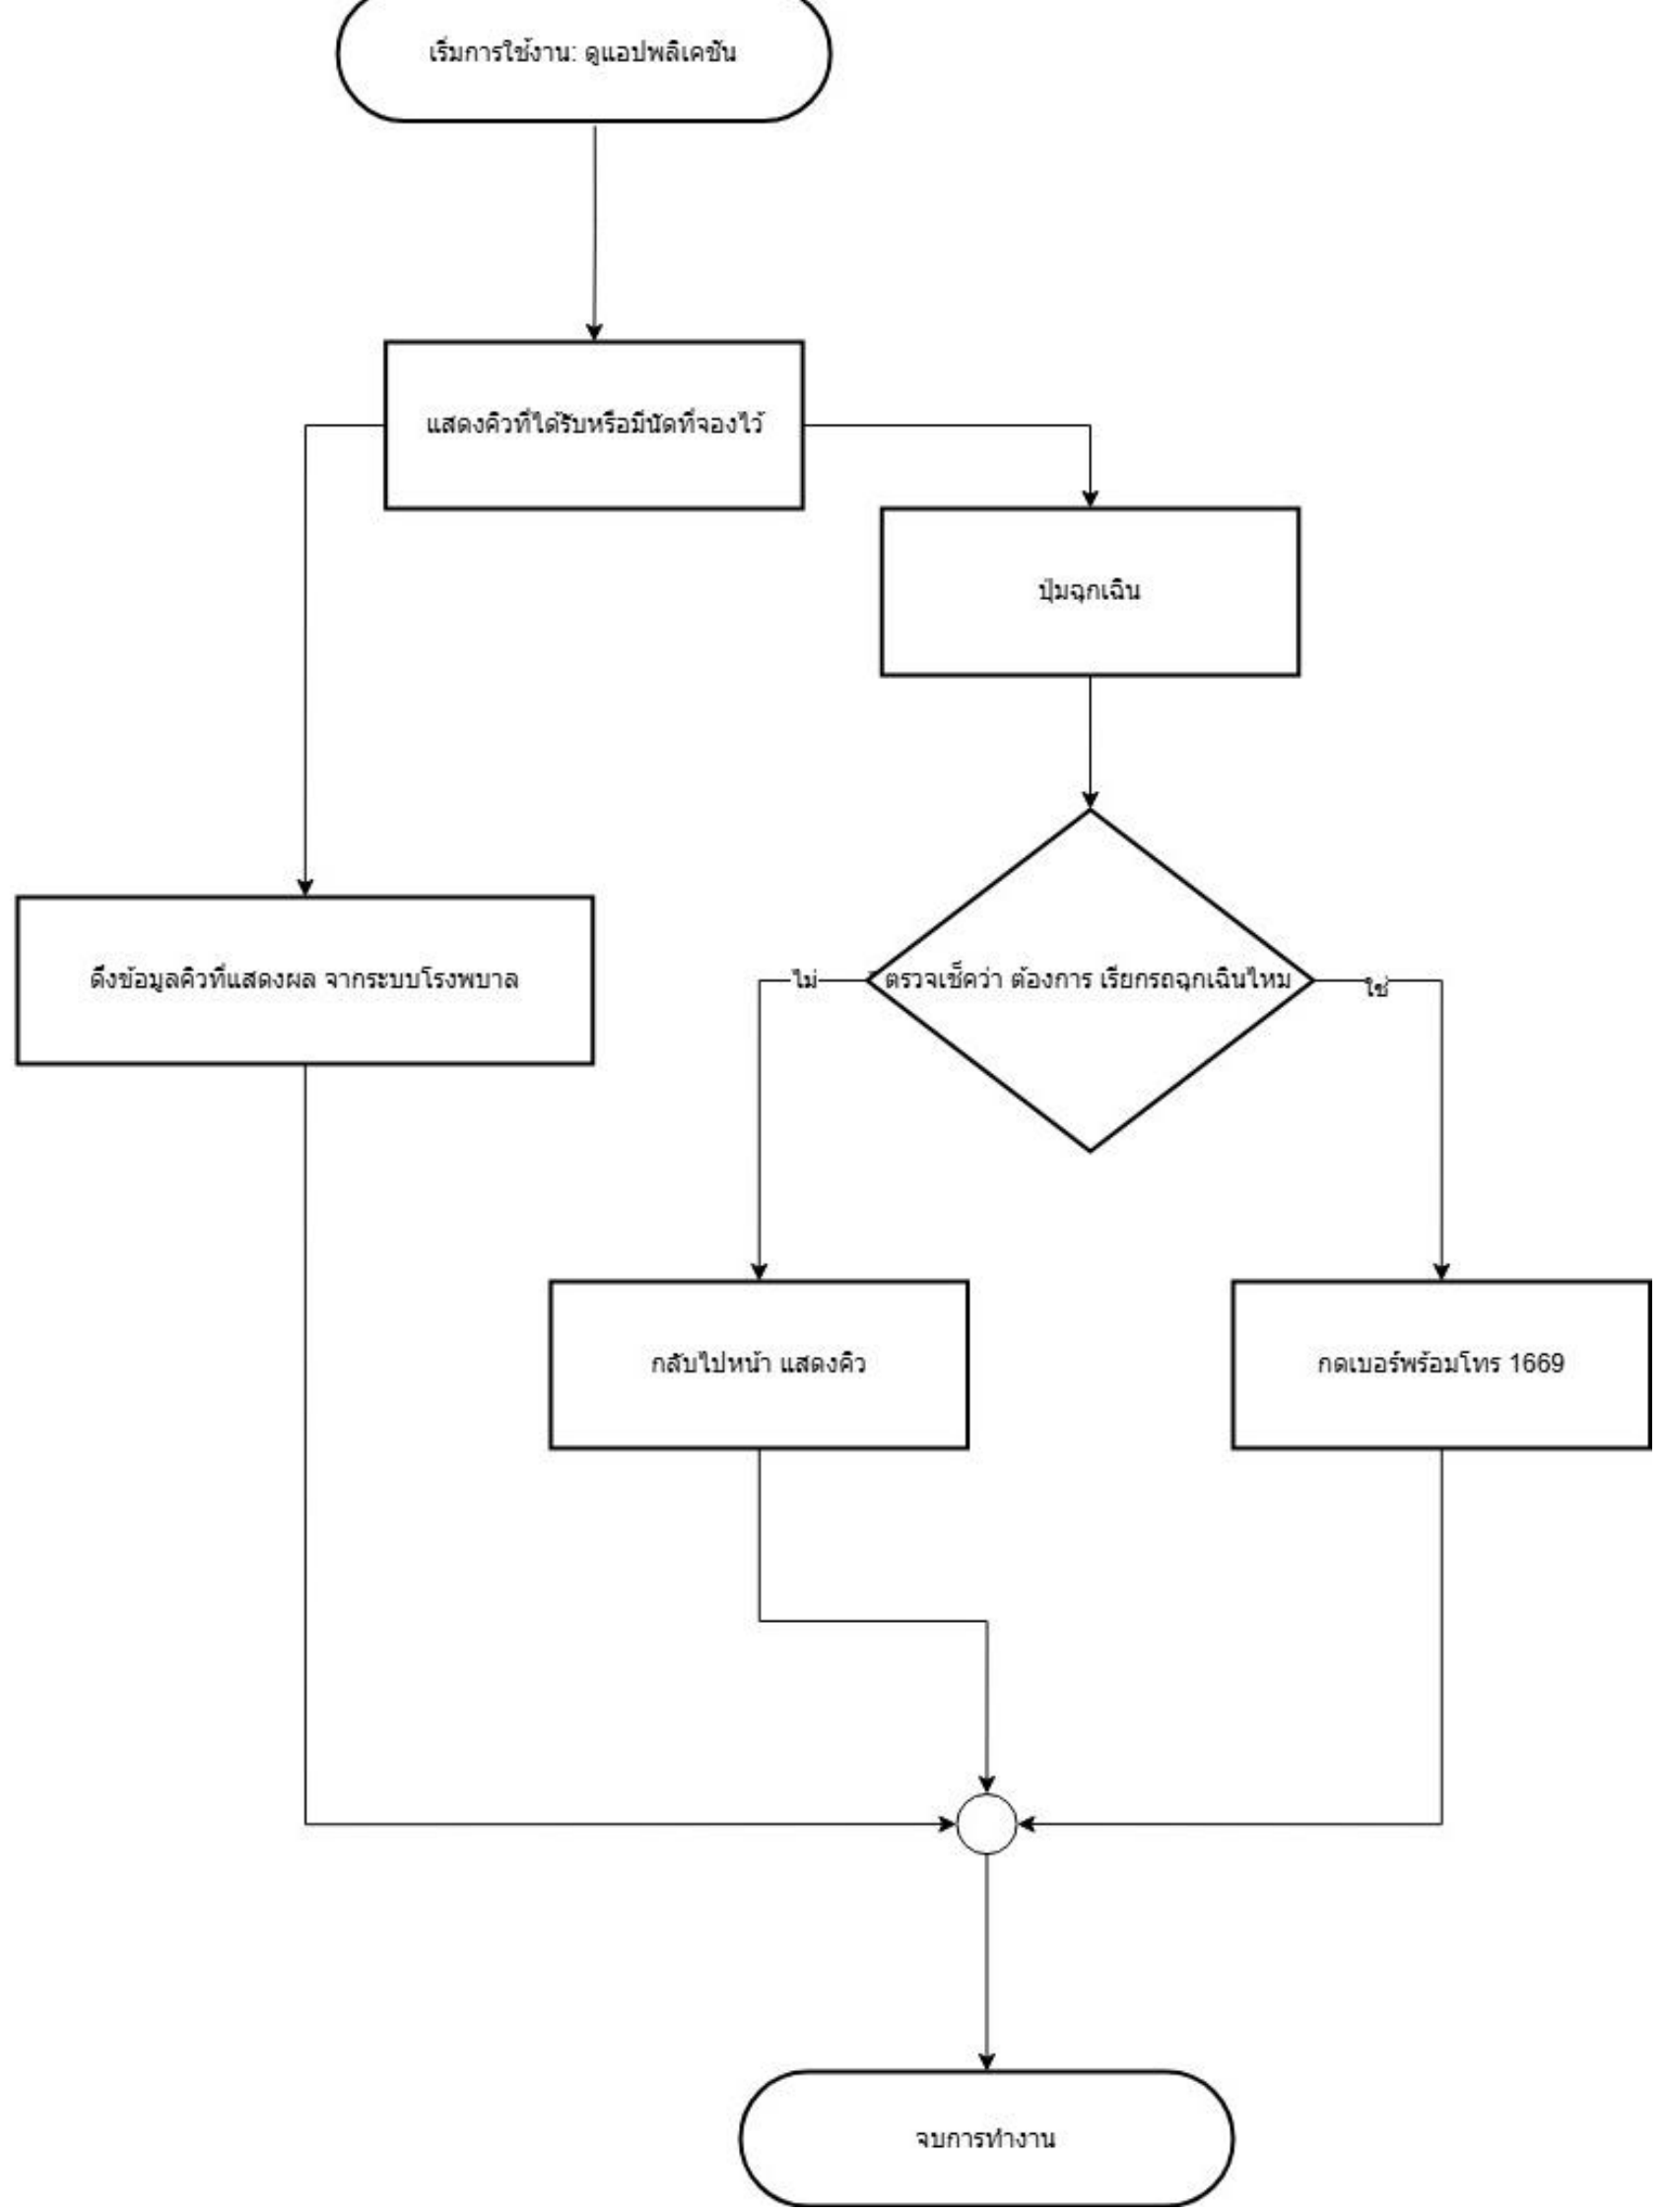 เริ่มการใช้งาน: ดูแอปพลิเคชัน
แสดงคิวที่ได้รับหรือมีนัดที่จองไว้
ปุ่มฉุกเฉิน
ดึงข้อมูลคิวที่แสดงผล จากระบบโรงพบาล
ไม่
ตรวจเช็คว่า ต้องการ เรียกรถฉุกเฉินไหม
ใช่
กลับไปหน้า แสดงคิว
กดเบอร์พร้อมโทร 1669
จบการทำงาน